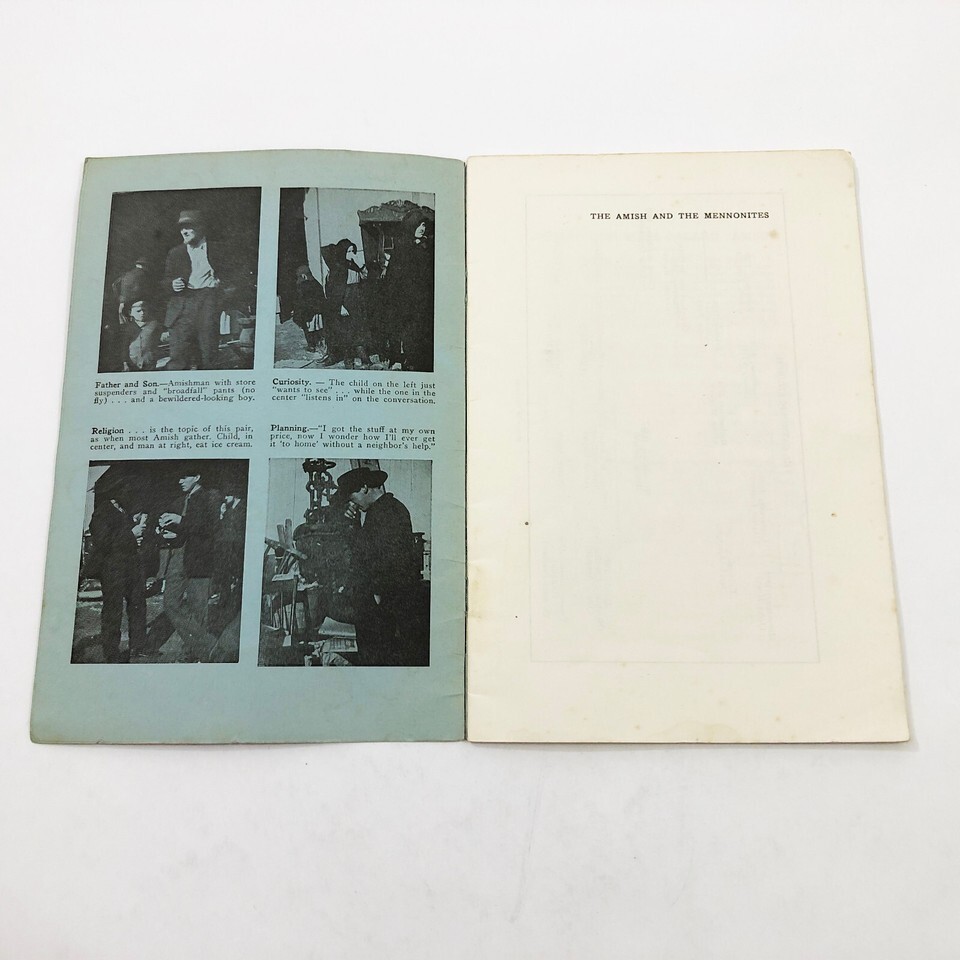 Father and Son.—Amishman with store
suspenders and "broadfall" pants (no
fly) . . . and a bewildered-looking boy.
Curiosity. — The child on the left just
"wants to see" . . . while the one in the
center "listens in" on the conversation.
Religion . . . is the topic of this pair,
as when most Amish gather. Child, in
center, and man at right, eat ice cream.
Planning.—"I got the stuff at my own
price, now I wonder how I'll ever get
it 'to home' without a neighbor's help."
THE AMISH AND THE MENNONITES